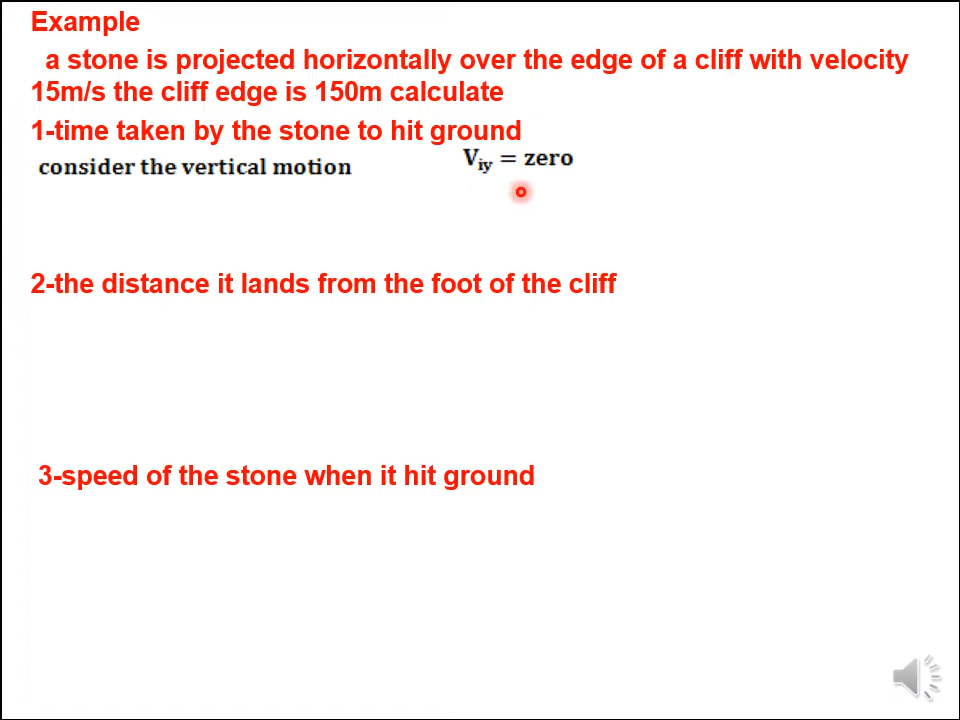 Example
a stone is projected horizontally over the edge of a cliff with velocity
15m/s the cliff edge is 150m calculate
1-time taken by the stone to hit ground
consider the vertical motion    Viy = zero
2-the distance it lands from the foot of the cliff
3-speed of the stone when it hit ground